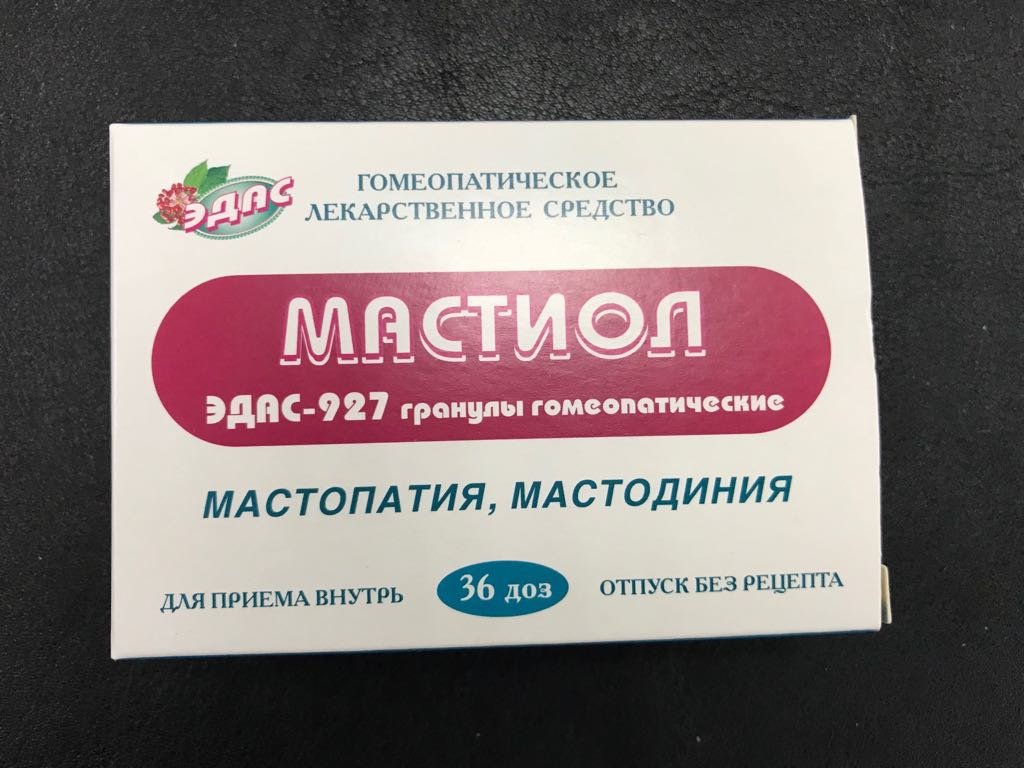 ЭДАС
ГОМЕОПАТИЧЕСКОЕ
ЛЕКАРСТВЕННОЕ СРЕДСТВО
МАСТИОЛ
ЭДАС-927 гранулы гомеопатические
МАСТОПАТИЯ, МАСТОДИНИЯ
ДЛЯ ПРИЕМА ВНУТРЬ
36 доз
ОТПУСК БЕЗ РЕЦЕПТА